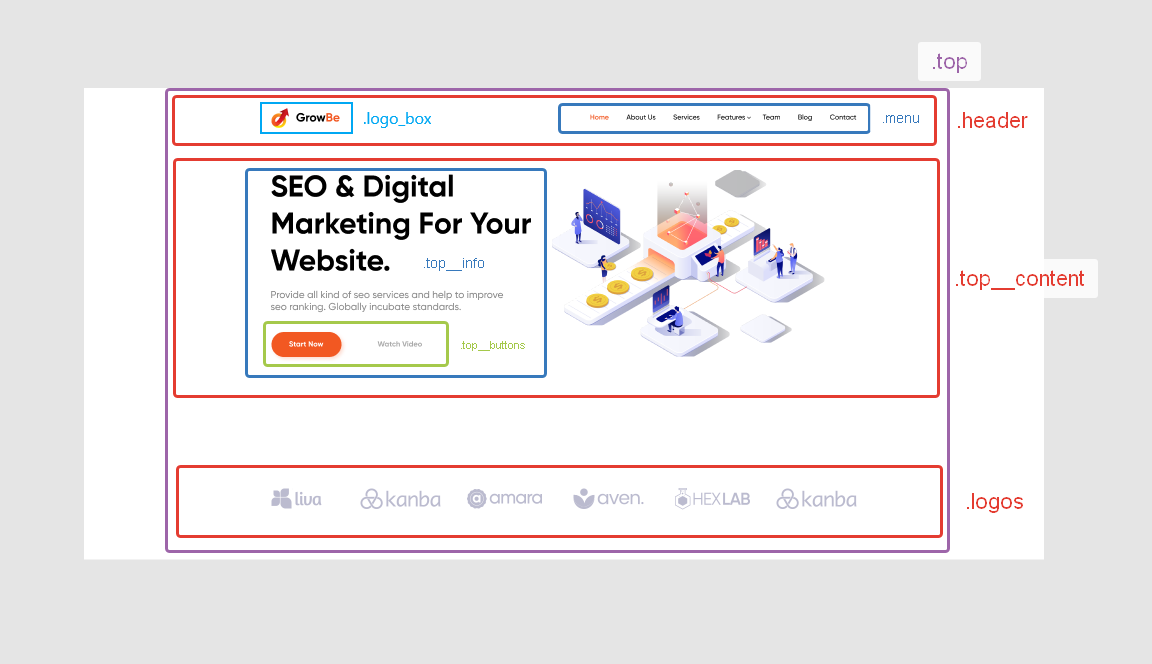 .top
GrowBe
.logo_box
Home About Us Services Features Team Blog Contact
.menu
.header
SEO & Digital
Marketing For Your
Website.
.top__info
.top__content
Provide all kind of seo services and help to improve
seo ranking. Globally incubate standards.
Start Now
Watch Video
.top__buttons
liva
kanba
amara
aven.
HEXLAB
kanba
.logos